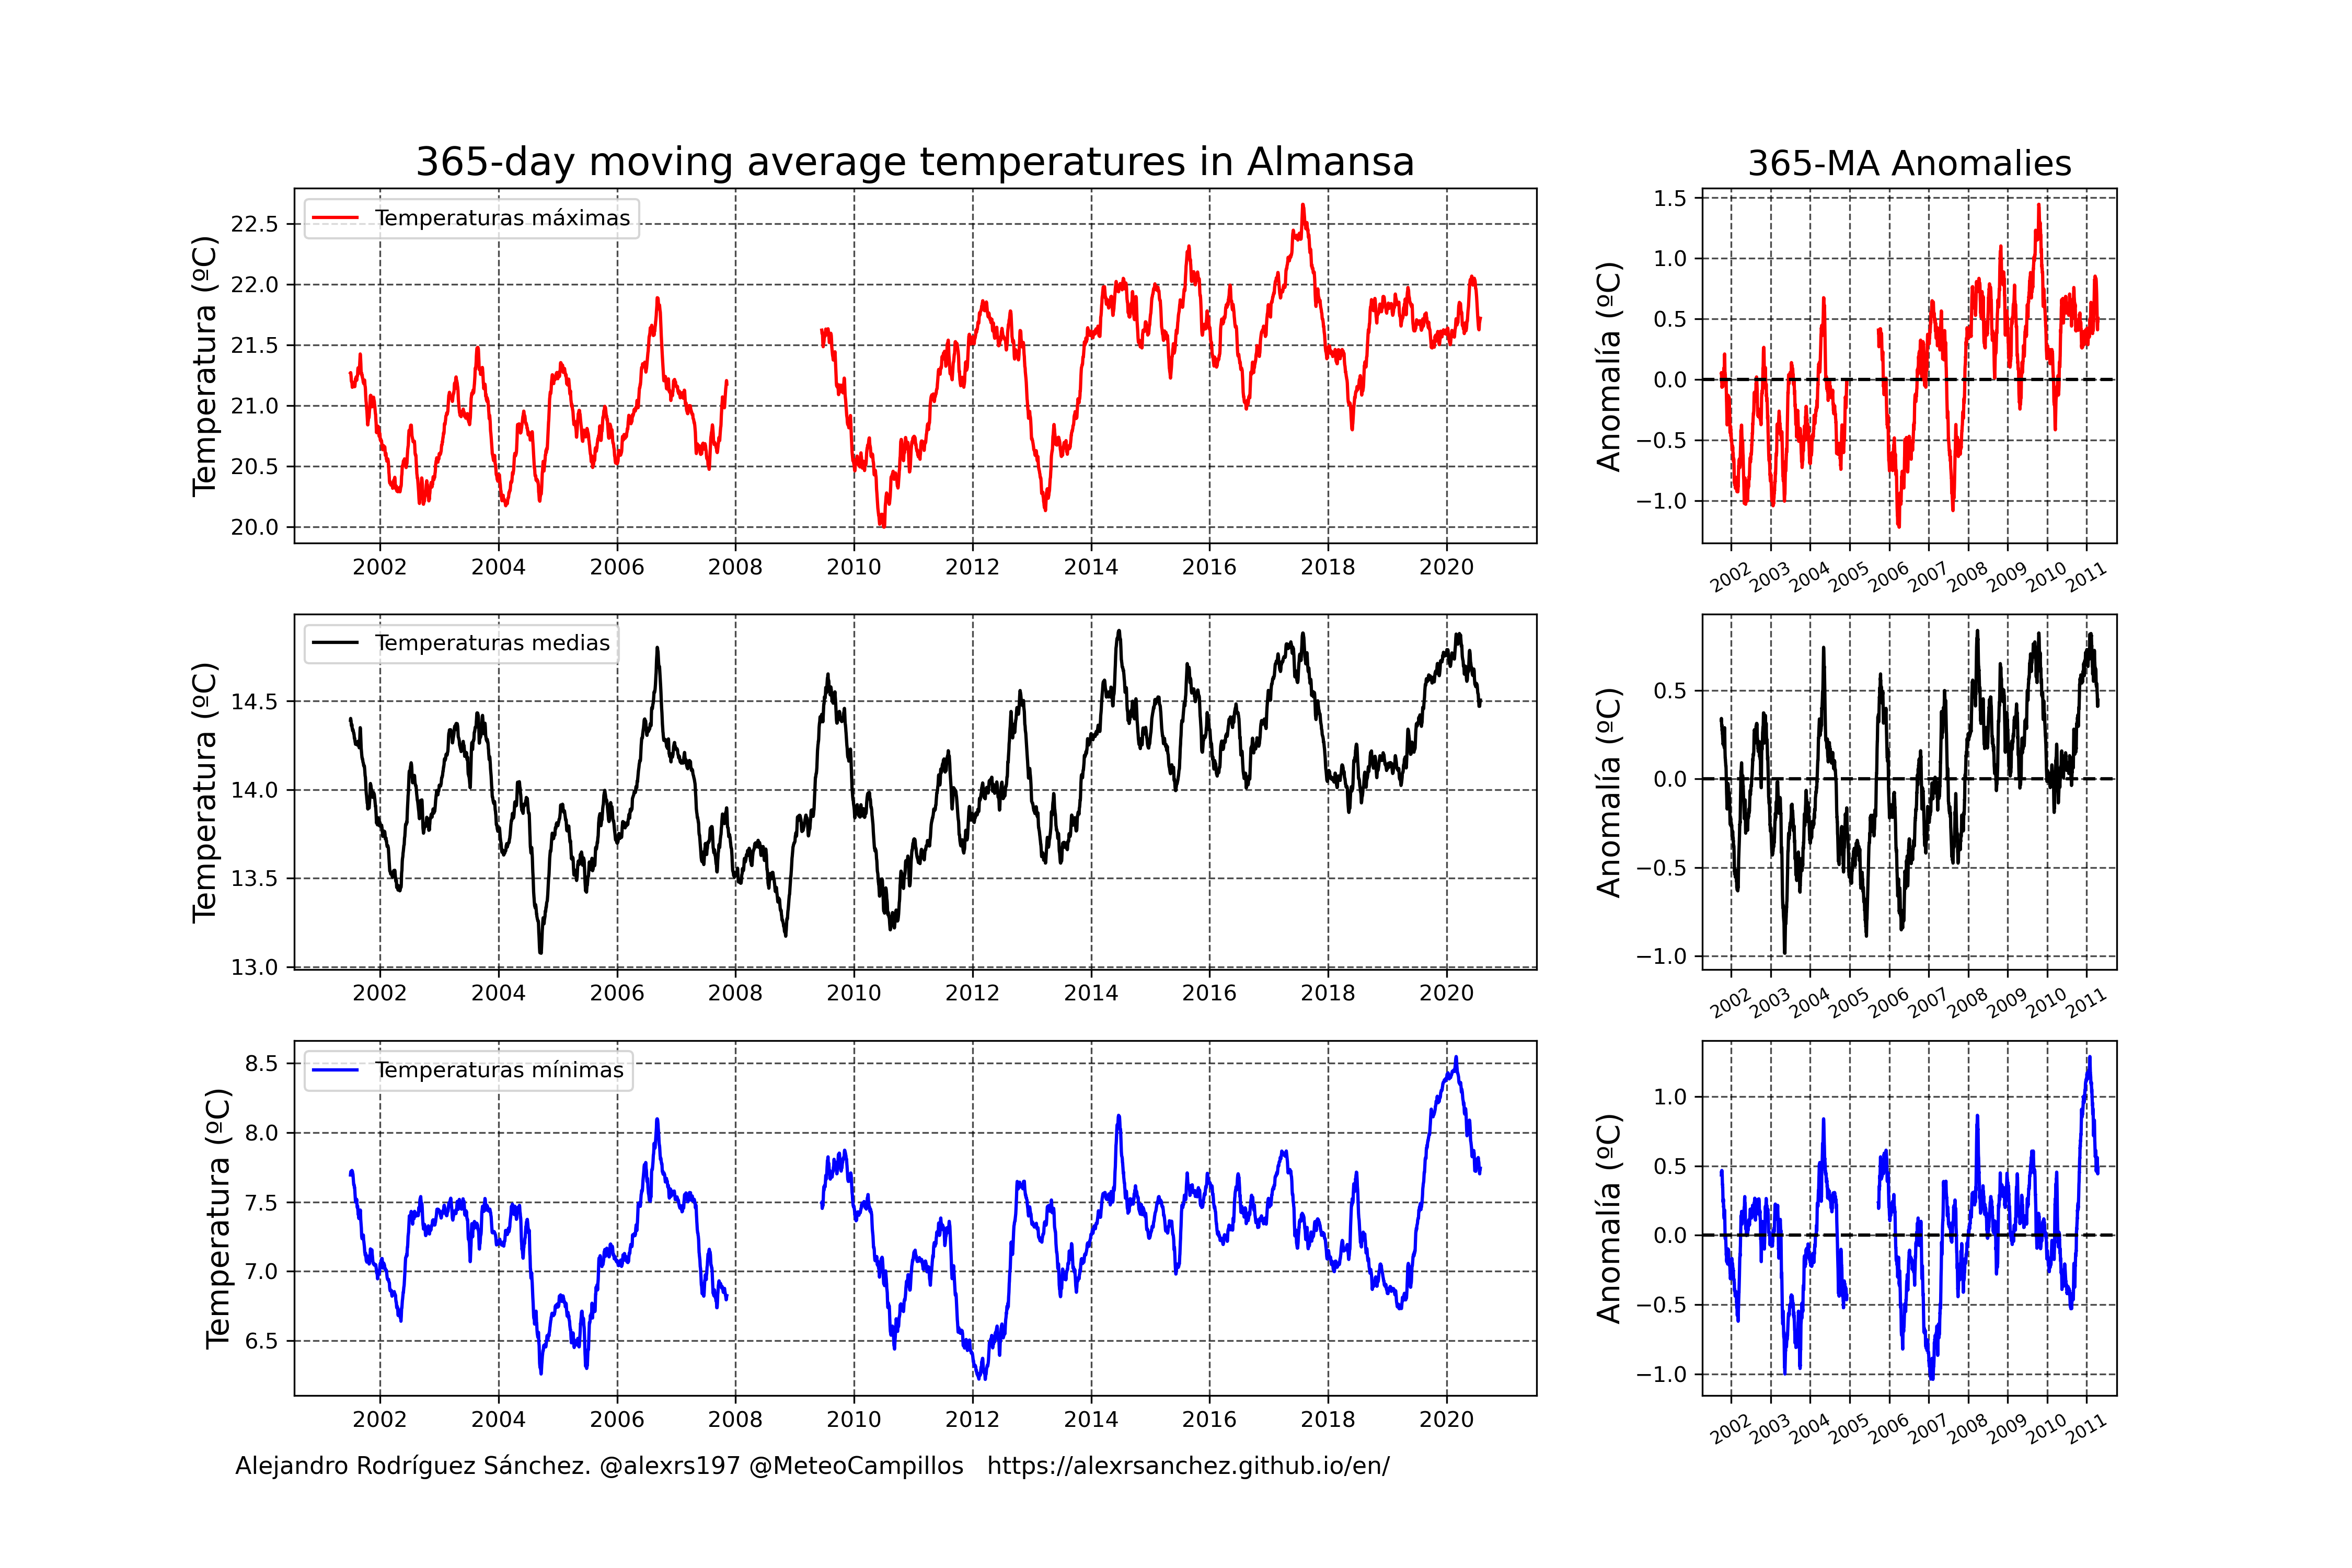 365-day moving average temperatures in Almansa
365-MA Anomalies
Temperatura (ºC)
22.5
22.0
21.5
21.0
20.5
20.0
Temperaturas máximas
2002 2004 2006 2008 2010 2012 2014 2016 2018 2020
Anomalía (ºC)
1.5
1.0
0.5
0.0
−0.5
−1.0
2002 2003 2004 2005 2006 2007 2008 2009 2010 2011
Temperatura (ºC)
14.5
14.0
13.5
13.0
Temperaturas medias
2002 2004 2006 2008 2010 2012 2014 2016 2018 2020
Anomalía (ºC)
0.5
0.0
−0.5
−1.0
2002 2003 2004 2005 2006 2007 2008 2009 2010 2011
Temperatura (ºC)
8.5
8.0
7.5
7.0
6.5
Temperaturas mínimas
2002 2004 2006 2008 2010 2012 2014 2016 2018 2020
Anomalía (ºC)
1.0
0.5
0.0
−0.5
−1.0
2002 2003 2004 2005 2006 2007 2008 2009 2010 2011
Alejandro Rodríguez Sánchez. @alexrs197 @MeteoCampillos https://alexrsanchez.github.io/en/